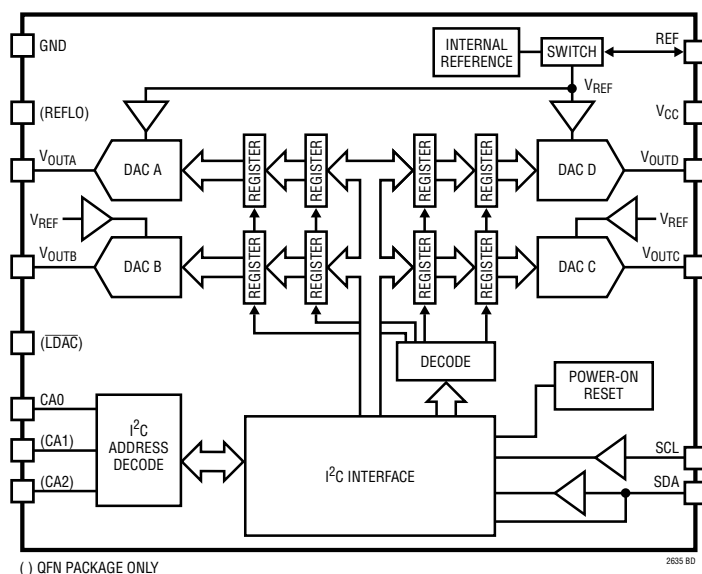 GND
INTERNAL
REFERENCE
SWITCH
REF
(REFLO)
VREF
VCC
VOUTA
DAC A
REGISTER
REGISTER
REGISTER
REGISTER
DAC D
VOUTD
VREF
VREF
VOUTB
DAC B
REGISTER
REGISTER
REGISTER
REGISTER
DAC C
VOUTC
(L̅D̅A̅C̅)
DECODE
POWER-ON
RESET
CA0
(CA1)
(CA2)
I²C
ADDRESS
DECODE
I²C INTERFACE
SCL
SDA
( ) QFN PACKAGE ONLY
2635 BD